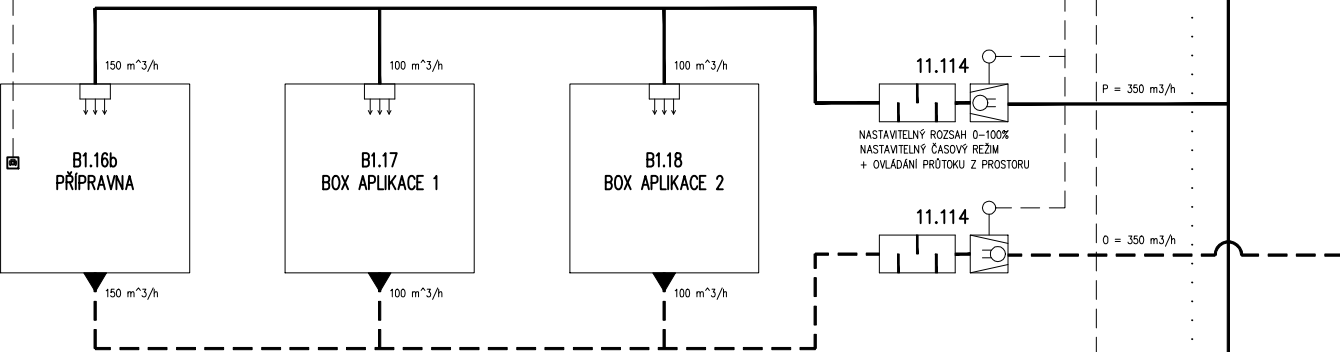 150 m^3/h
100 m^3/h
100 m^3/h
11.114
P = 350 m3/h
NASTAVITELNÝ ROZSAH 0-100%
NASTAVITELNÝ ČASOVÝ REŽIM
+ OVLÁDÁNÍ PRŮTOKU Z PROSTORU
B1.16b
PŘÍPRAVNA
B1.17
BOX APLIKACE 1
B1.18
BOX APLIKACE 2
11.114
O = 350 m3/h
150 m^3/h
100 m^3/h
100 m^3/h